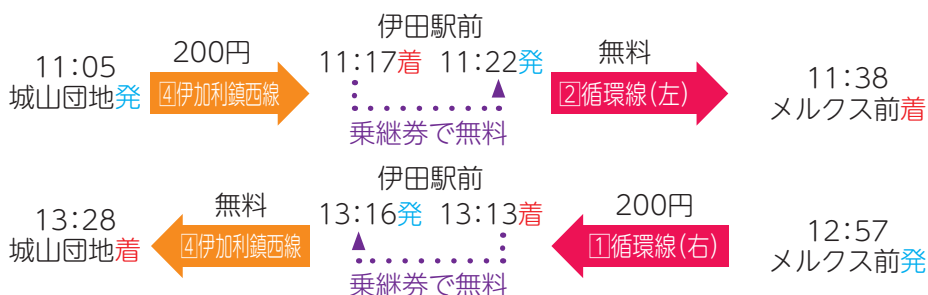 伊田駅前
200円
無料
11:05
11:17着 11:22発
11:38
城山団地発
④伊加利鎮西線
②循環線(左)
メルクス前着
乗継券で無料
伊田駅前
無料
200円
13:28
13:16発 13:13着
12:57
城山団地着
④伊加利鎮西線
①循環線(右)
メルクス前発
乗継券で無料